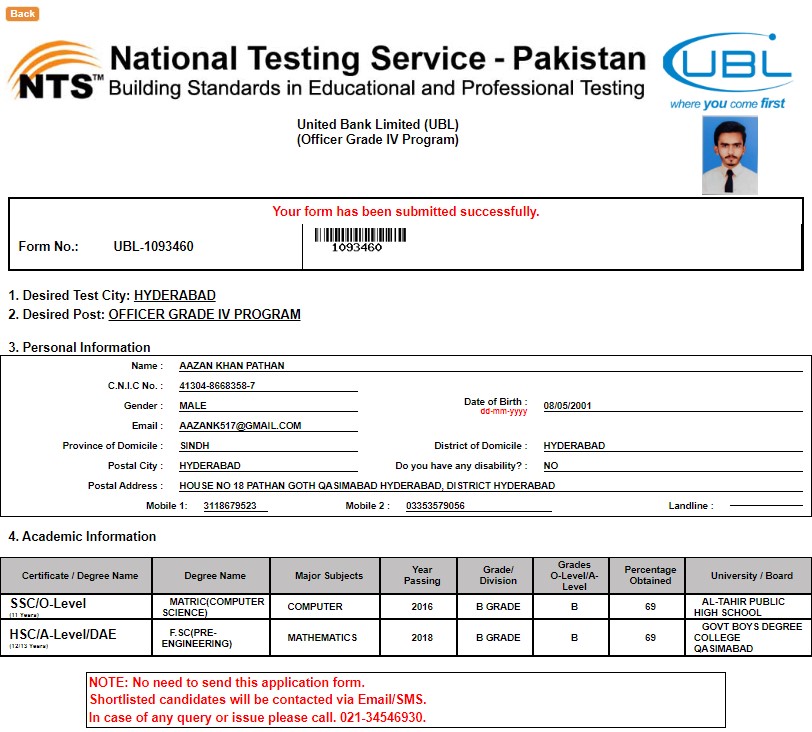 Back
NTS™ National Testing Service - Pakistan
Building Standards in Educational and Professional Testing
UBL
where you come first
United Bank Limited (UBL)
(Officer Grade IV Program)
Your form has been submitted successfully.
Form No.: UBL-1093460
1093460
1. Desired Test City: HYDERABAD
2. Desired Post: OFFICER GRADE IV PROGRAM
3. Personal Information
Name : AAZAN KHAN PATHAN
C.N.I.C No. : 41304-8668358-7
Gender : MALE Date of Birth : 08/05/2001
dd-mm-yyyy
Email : AAZANK517@GMAIL.COM
Province of Domicile : SINDH District of Domicile : HYDERABAD
Postal City : HYDERABAD Do you have any disability? : NO
Postal Address : HOUSE NO 18 PATHAN GOTH QASIMABAD HYDERABAD, DISTRICT HYDERABAD
Mobile 1: 3118679523 Mobile 2 : 03353579056 Landline :
4. Academic Information
Certificate / Degree Name Degree Name Major Subjects Year Passing Grade/ Division Grades O-Level/A-Level Percentage Obtained University / Board
SSC/O-Level (11 Years) MATRIC(COMPUTER SCIENCE) COMPUTER 2016 B GRADE B 69 AL-TAHIR PUBLIC HIGH SCHOOL
HSC/A-Level/DAE (12/13 Years) F.SC(PRE-ENGINEERING) MATHEMATICS 2018 B GRADE B 69 GOVT BOYS DEGREE COLLEGE QASIMABAD
NOTE: No need to send this application form.
Shortlisted candidates will be contacted via Email/SMS.
In case of any query or issue please call. 021-34546930.